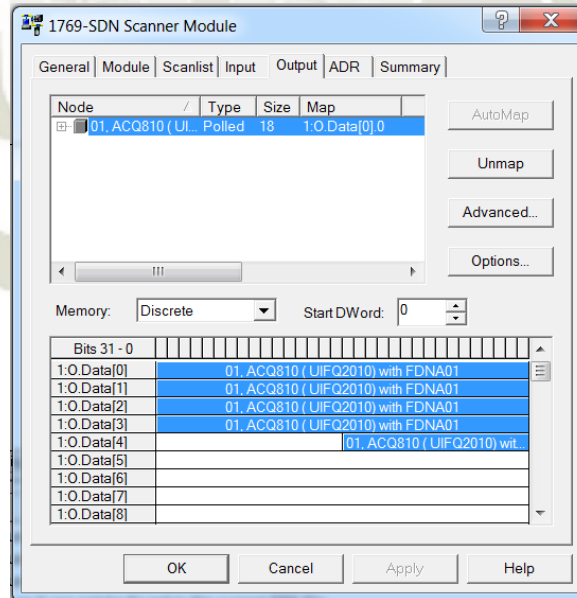 1769-SDN Scanner Module
General Module Scanlist Input Output ADR Summary
Node / Type Size Map
01, ACQ810 ( UI... Polled 18 1:O.Data[0].0
AutoMap
Unmap
Advanced...
Options...
Memory: Discrete Start DWord: 0
Bits 31 - 0
1:O.Data[0] 01, ACQ810 ( UIFQ2010) with FDNA01
1:O.Data[1] 01, ACQ810 ( UIFQ2010) with FDNA01
1:O.Data[2] 01, ACQ810 ( UIFQ2010) with FDNA01
1:O.Data[3] 01, ACQ810 ( UIFQ2010) with FDNA01
1:O.Data[4] 01, ACQ810 ( UIFQ2010) wit...
1:O.Data[5]
1:O.Data[6]
1:O.Data[7]
1:O.Data[8]
OK Cancel Apply Help